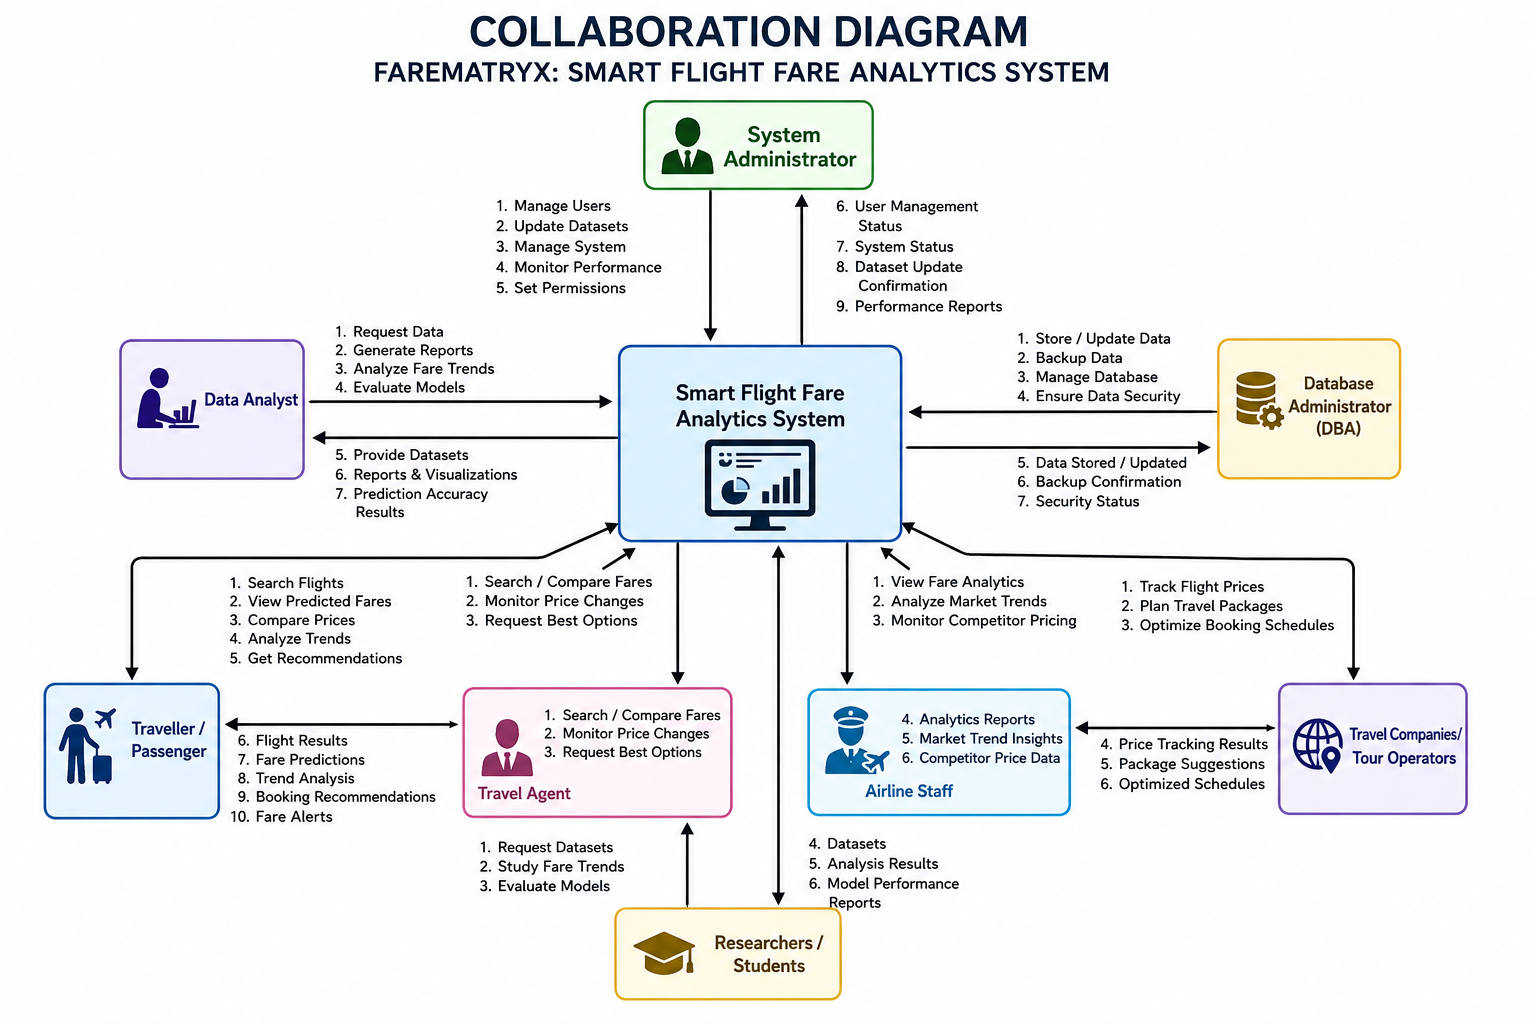 COLLABORATION DIAGRAM
FAREMATRYX: SMART FLIGHT FARE ANALYTICS SYSTEM
System
Administrator
1. Manage Users
2. Update Datasets
3. Manage System
4. Monitor Performance
5. Set Permissions
6. User Management
Status
7. System Status
8. Dataset Update
Confirmation
9. Performance Reports
Data Analyst
1. Request Data
2. Generate Reports
3. Analyze Fare Trends
4. Evaluate Models
5. Provide Datasets
6. Reports & Visualizations
7. Prediction Accuracy
Results
Smart Flight Fare
Analytics System
1. Store / Update Data
2. Backup Data
3. Manage Database
4. Ensure Data Security
5. Data Stored / Updated
6. Backup Confirmation
7. Security Status
Database
Administrator
(DBA)
1. Search Flights
2. View Predicted Fares
3. Compare Prices
4. Analyze Trends
5. Get Recommendations
1. Search / Compare Fares
2. Monitor Price Changes
3. Request Best Options
1. View Fare Analytics
2. Analyze Market Trends
3. Monitor Competitor Pricing
1. Track Flight Prices
2. Plan Travel Packages
3. Optimize Booking Schedules
Traveller /
Passenger
6. Flight Results
7. Fare Predictions
8. Trend Analysis
9. Booking Recommendations
10. Fare Alerts
1. Search / Compare Fares
2. Monitor Price Changes
3. Request Best Options
Travel Agent
4. Analytics Reports
5. Market Trend Insights
6. Competitor Price Data
Airline Staff
4. Price Tracking Results
5. Package Suggestions
6. Optimized Schedules
Travel Companies/
Tour Operators
1. Request Datasets
2. Study Fare Trends
3. Evaluate Models
4. Datasets
5. Analysis Results
6. Model Performance
Reports
Researchers /
Students